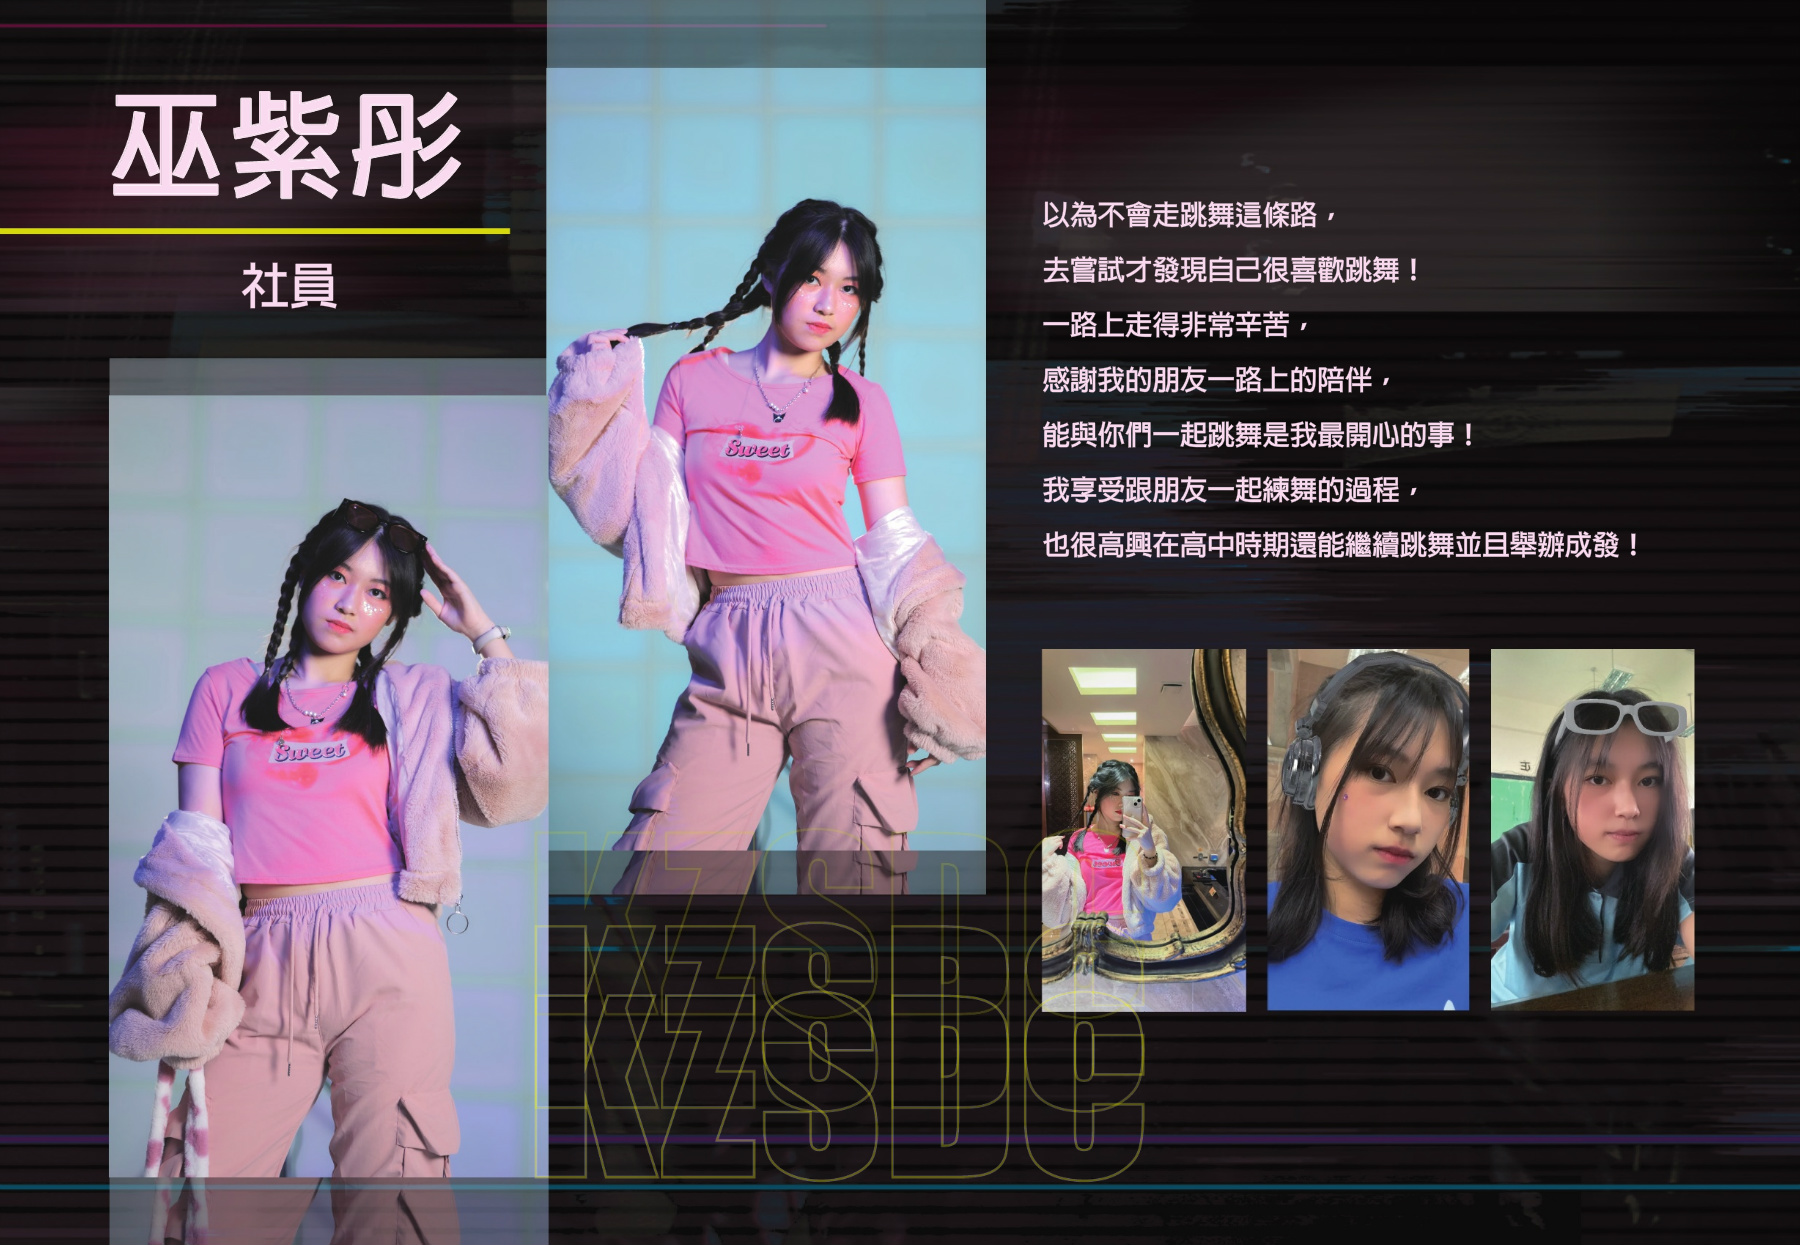 巫紫彤
社員
Sweet
Sweet
以為不會走跳舞這條路，
去嘗試才發現自己很喜歡跳舞！
一路上走得非常辛苦，
感謝我的朋友一路上的陪伴，
能與你們一起跳舞是我最開心的事！
我享受跟朋友一起練舞的過程，
也很高興在高中時期還能繼續跳舞並且舉辦成發！
正
KZSDC
KZSDC
KZSDC